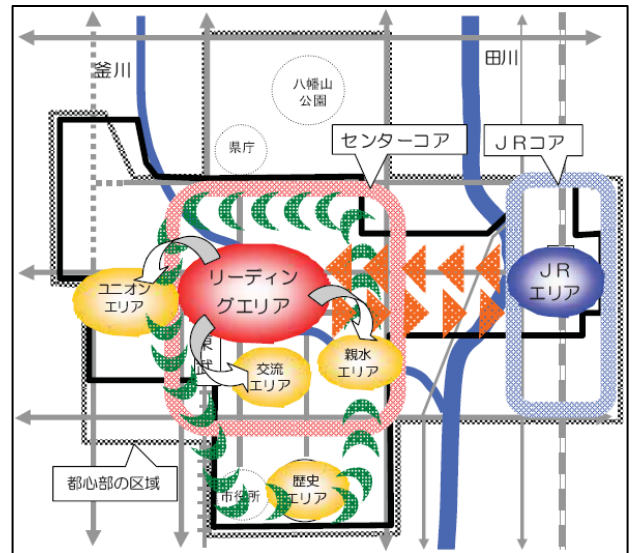 釜川
田川
八幡山
公園
県庁
センターコア
ＪＲコア
リーディン
グエリア
ユニオン
エリア
ＪＲ
エリア
東武
交流
エリア
親水
エリア
都心部の区域
市役所
歴史
エリア